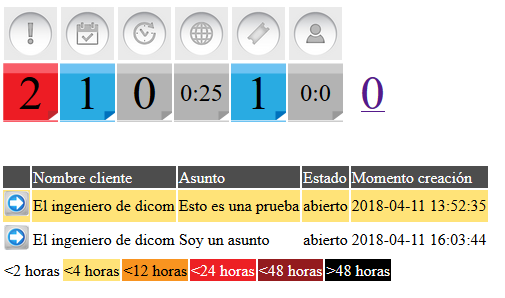 2 1 0 0:25 1 0:0 0
Nombre cliente Asunto Estado Momento creación
El ingeniero de dicom Esto es una prueba abierto 2018-04-11 13:52:35
El ingeniero de dicom Soy un asunto abierto 2018-04-11 16:03:44
<2 horas <4 horas <12 horas <24 horas <48 horas >48 horas